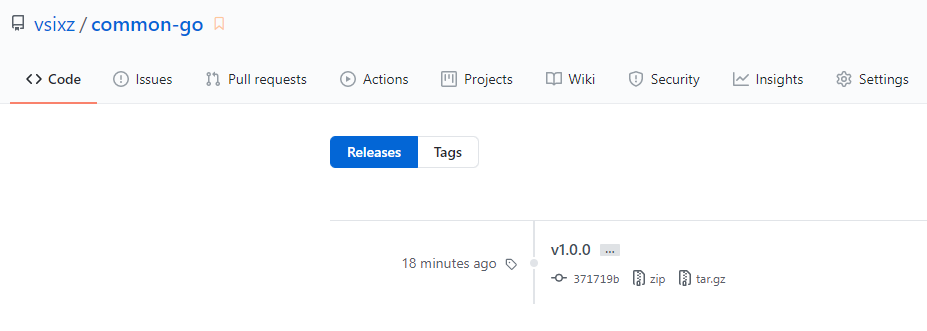 vsixz / common-go
Code Issues Pull requests Actions Projects Wiki Security Insights Settings
Releases Tags
v1.0.0 ...
18 minutes ago
371719b zip tar.gz